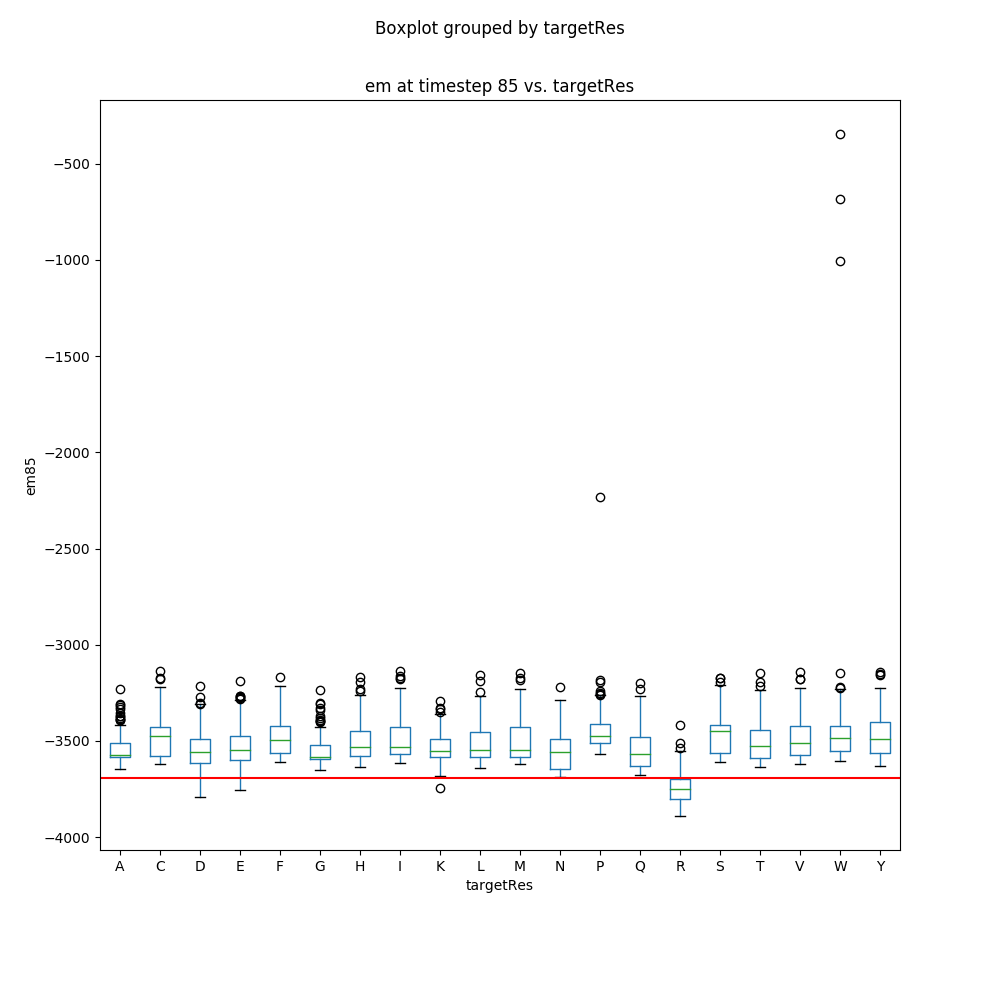 Boxplot grouped by targetRes
em at timestep 85 vs. targetRes
−500
−1000
−1500
−2000
−2500
−3000
−3500
−4000
em85
A C D E F G H I K L M N P Q R S T V W Y
targetRes